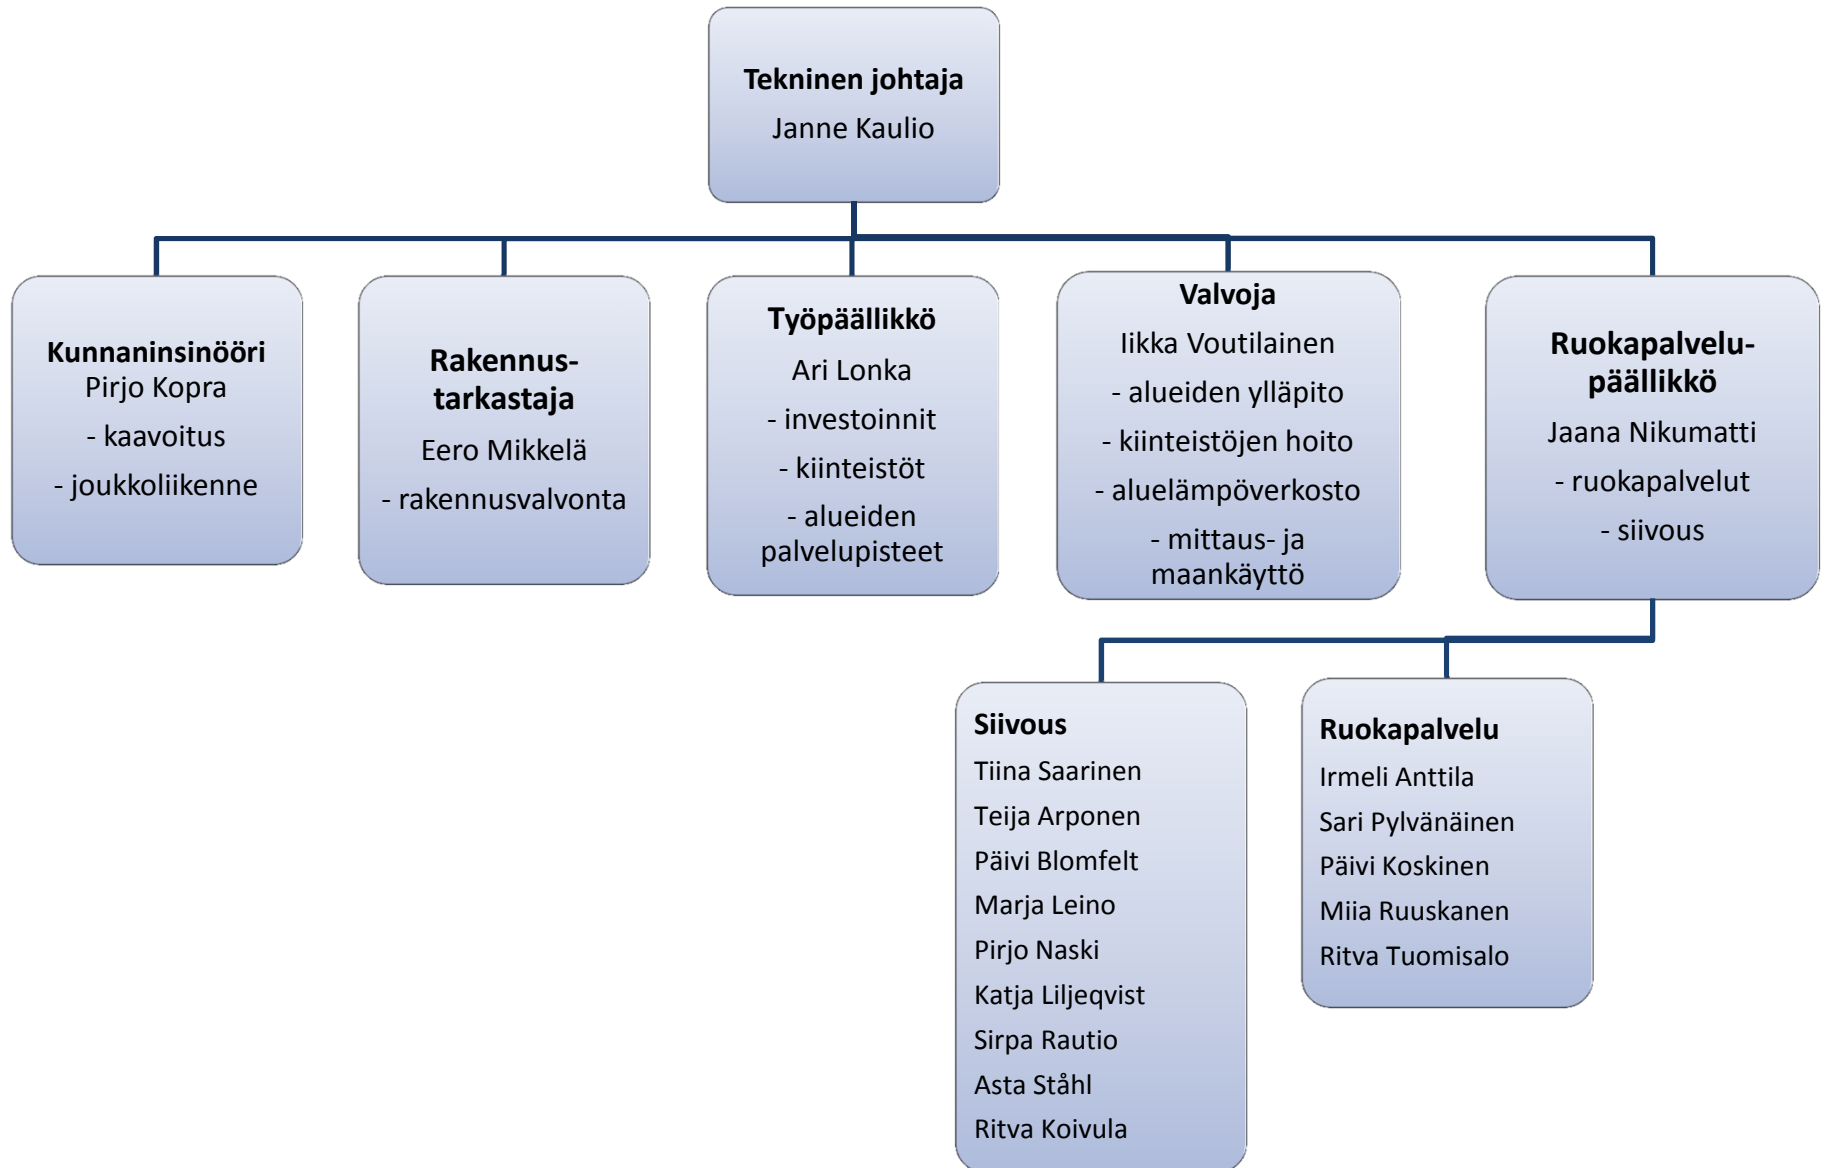 Tekninen johtaja
Janne Kaulio
Kunnaninsinööri
Pirjo Kopra
- kaavoitus
- joukkoliikenne
Rakennus-
tarkastaja
Eero Mikkelä
- rakennusvalvonta
Työpäällikkö
Ari Lonka
- investoinnit
- kiinteistöt
- alueiden
palvelupisteet
Valvoja
Iikka Voutilainen
- alueiden ylläpito
- kiinteistöjen hoito
- aluelämpöverkosto
- mittaus- ja
maankäyttö
Ruokapalvelu-
päällikkö
Jaana Nikumatti
- ruokapalvelut
- siivous
Siivous
Tiina Saarinen
Teija Arponen
Päivi Blomfelt
Marja Leino
Pirjo Naski
Katja Liljeqvist
Sirpa Rautio
Asta Ståhl
Ritva Koivula
Ruokapalvelu
Irmeli Anttila
Sari Pylvänäinen
Päivi Koskinen
Miia Ruuskanen
Ritva Tuomisalo